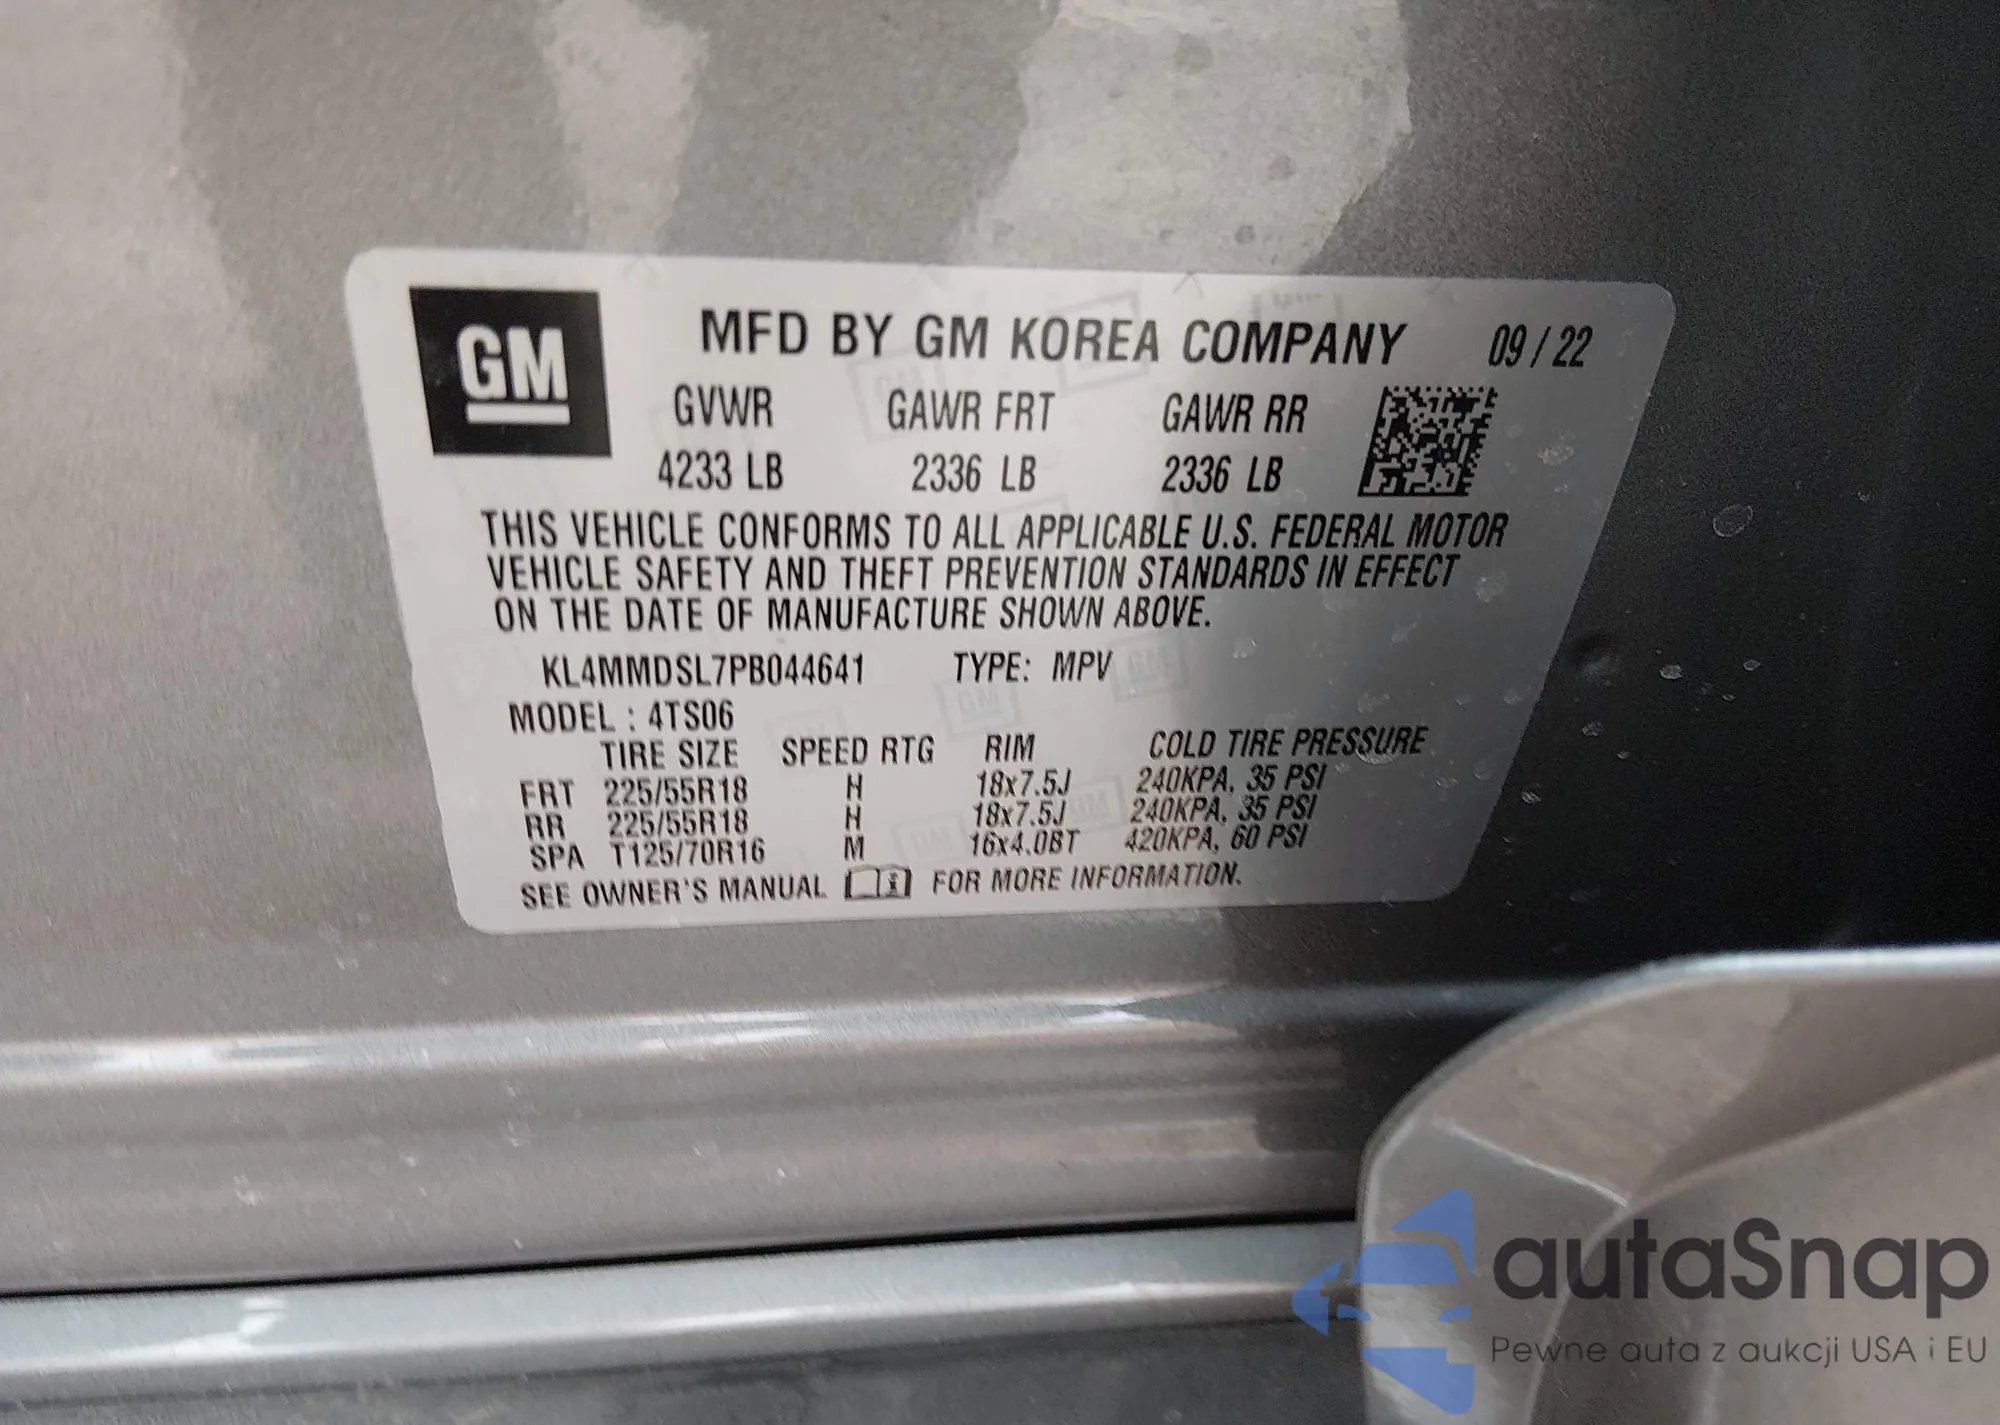 GM
MFD BY GM KOREA COMPANY 09 / 22
GVWR GAWR FRT GAWR RR
4233 LB 2336 LB 2336 LB
THIS VEHICLE CONFORMS TO ALL APPLICABLE U.S. FEDERAL MOTOR
VEHICLE SAFETY AND THEFT PREVENTION STANDARDS IN EFFECT
ON THE DATE OF MANUFACTURE SHOWN ABOVE.
KL4MMDSL7PB044641 TYPE: MPV
MODEL : 4TS06
TIRE SIZE SPEED RTG RIM COLD TIRE PRESSURE
FRT 225/55R18 H 18x7.5J 240KPA, 35 PSI
RR 225/55R18 H 18x7.5J 240KPA, 35 PSI
SPA T125/70R16 M 16x4.0BT 420KPA, 60 PSI
SEE OWNER'S MANUAL FOR MORE INFORMATION.
autaSnap
Pewne auta z aukcji USA i EU